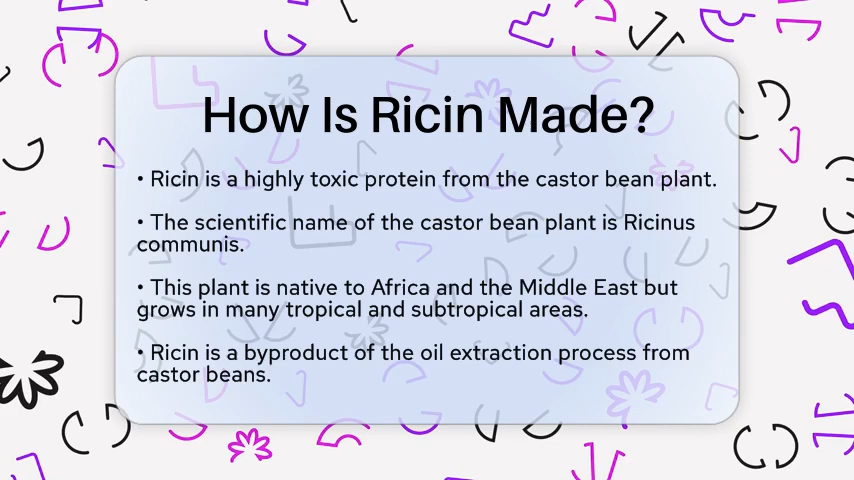 How Is Ricin Made?
• Ricin is a highly toxic protein from the castor bean plant.
• The scientific name of the castor bean plant is Ricinus
communis.
• This plant is native to Africa and the Middle East but
grows in many tropical and subtropical areas.
• Ricin is a byproduct of the oil extraction process from
castor beans.